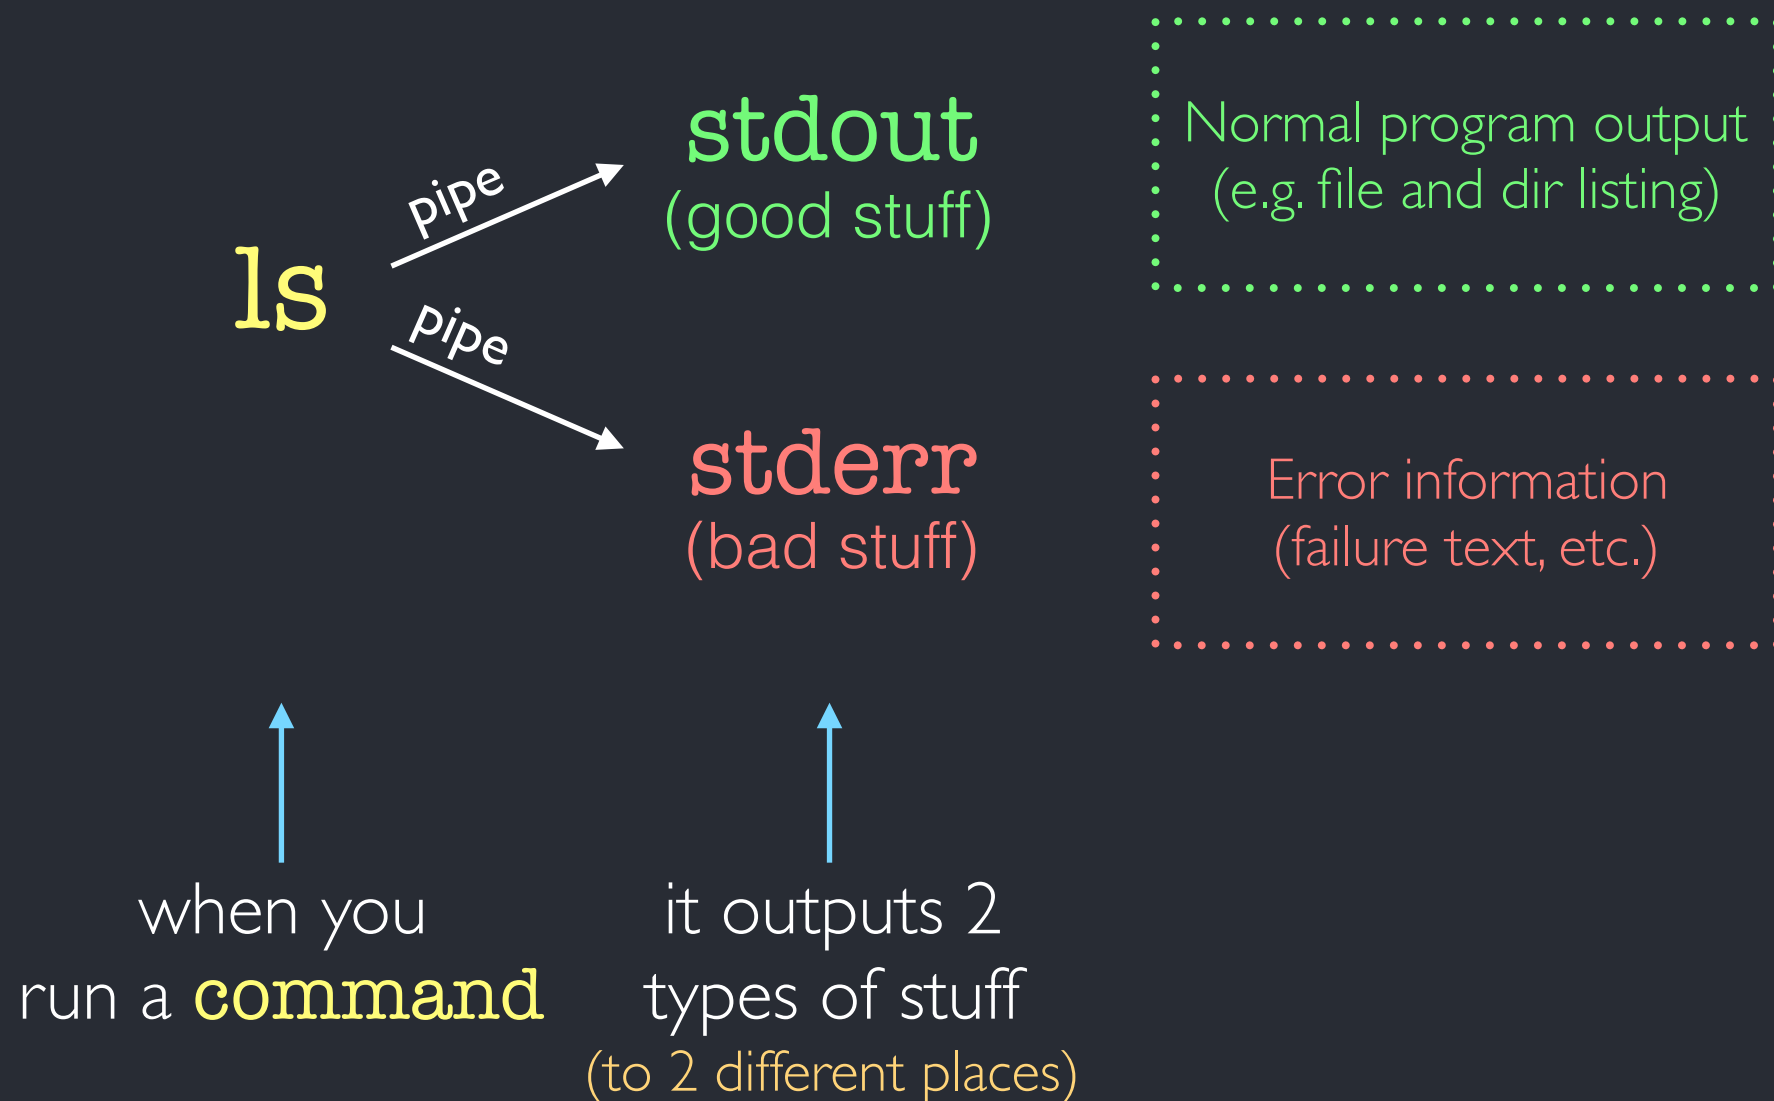 ls
pipe
pipe
stdout
(good stuff)
stderr
(bad stuff)
Normal program output
(e.g. file and dir listing)
Error information
(failure text, etc.)
when you
run a command
it outputs 2
types of stuff
(to 2 different places)